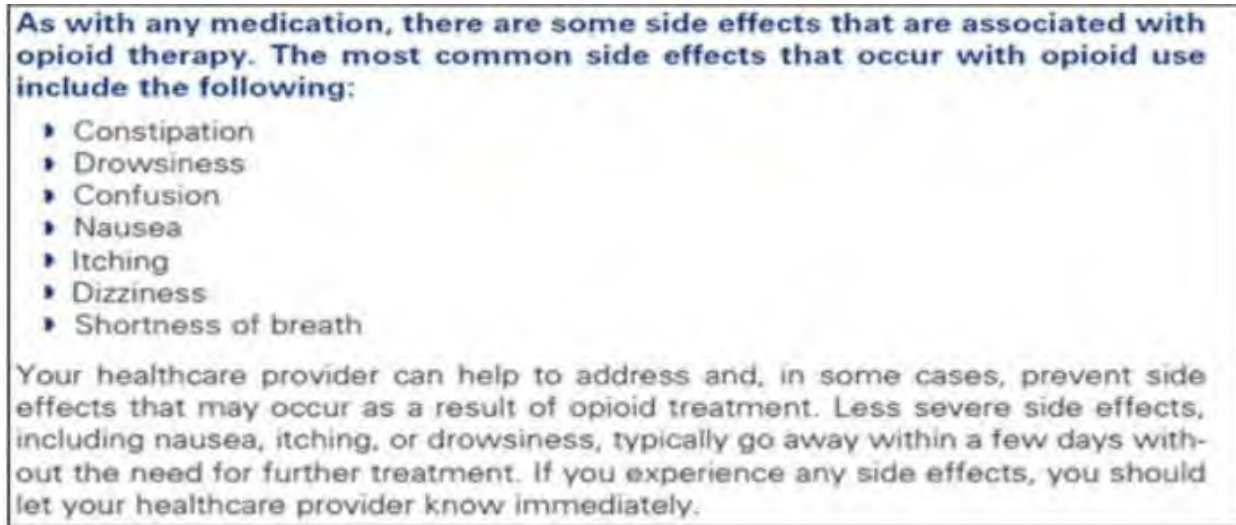 As with any medication, there are some side effects that are associated with
opioid therapy. The most common side effects that occur with opioid use
include the following:
Constipation
Drowsiness
Confusion
Nausea
Itching
Dizziness
Shortness of breath
Your healthcare provider can help to address and, in some cases, prevent side
effects that may occur as a result of opioid treatment. Less severe side effects,
including nausea, itching, or drowsiness, typically go away within a few days with-
out the need for further treatment. If you experience any side effects, you should
let your healthcare provider know immediately.